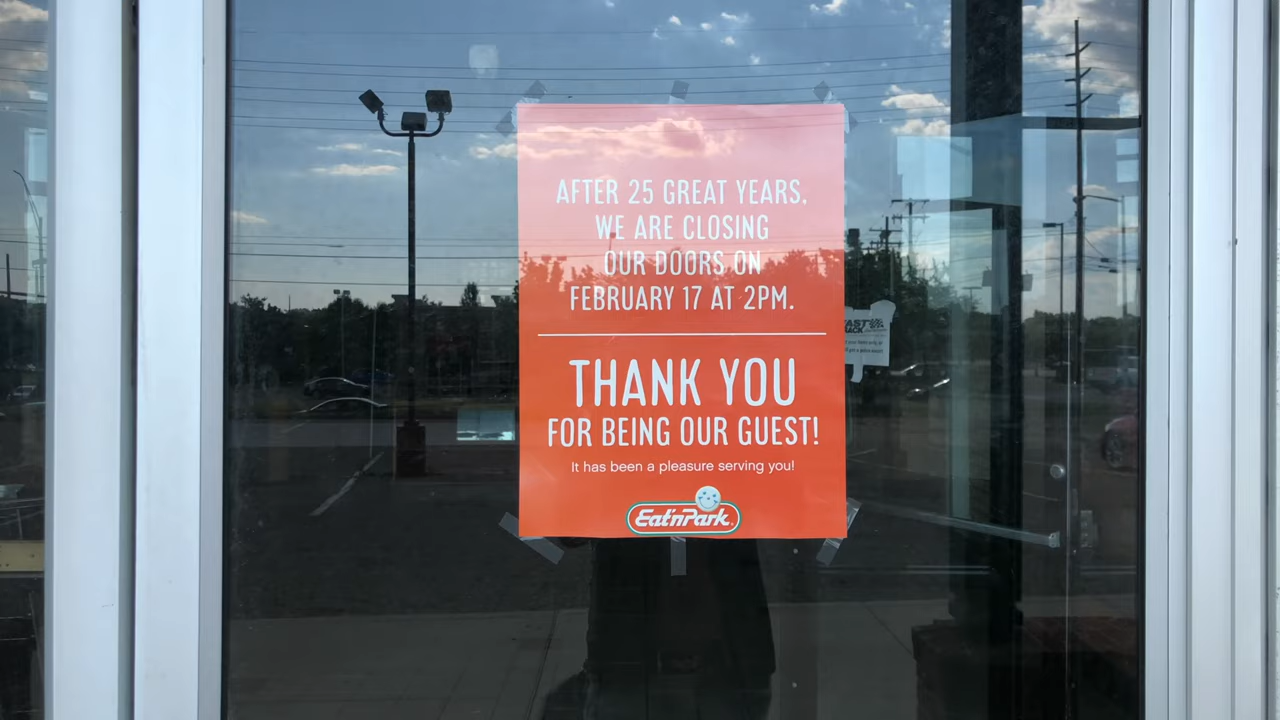 AFTER 25 GREAT YEARS,
WE ARE CLOSING
OUR DOORS ON
FEBRUARY 17 AT 2PM.
THANK YOU
FOR BEING OUR GUEST!
It has been a pleasure serving you!
Eat'nPark